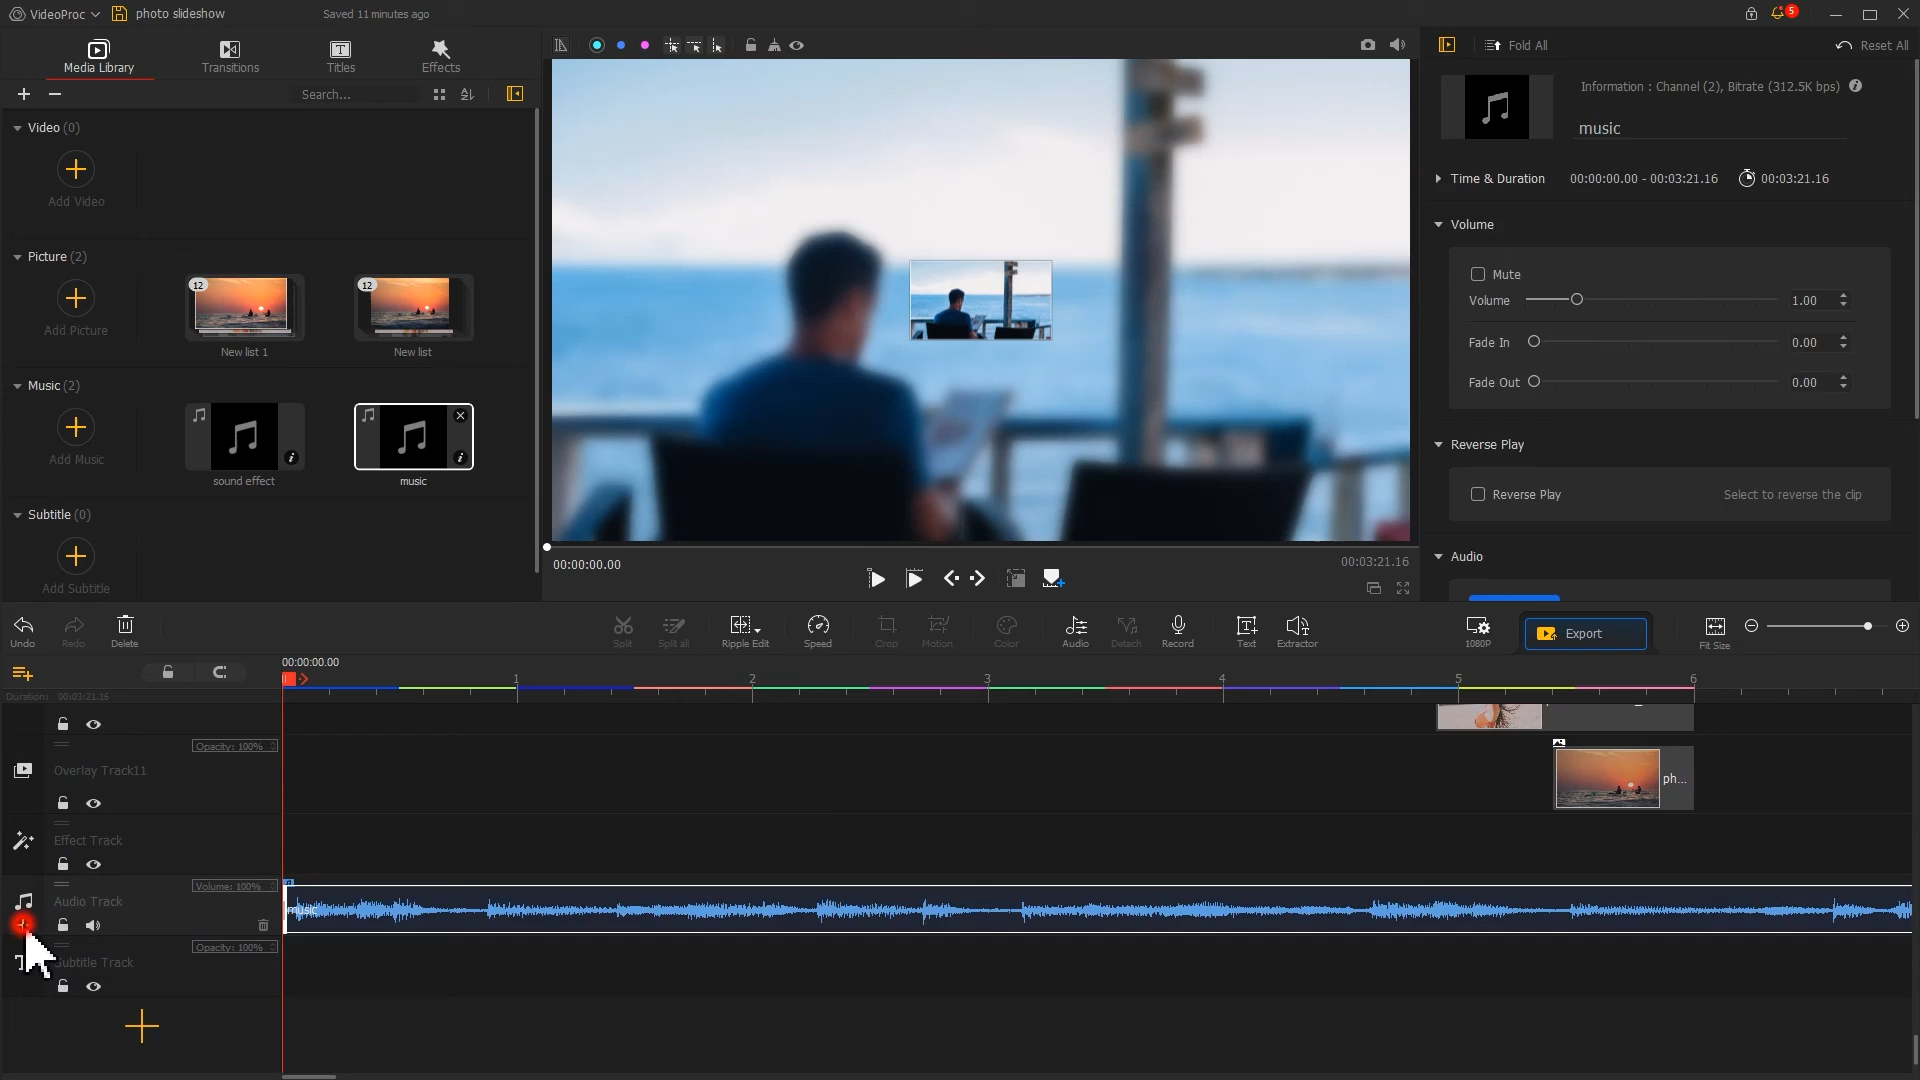 VideoProc
photo slideshow
Saved 11 minutes ago
5
Media Library
Transitions
Titles
Effects
Search...
Fold All
Reset All
Information : Channel (2), Bitrate (312.5K bps)
music
Time & Duration
00:00:00.00 - 00:03:21.16
00:03:21.16
Video (0)
Add Video
Picture (2)
Add Picture
12
New list 1
12
New list
Music (2)
Add Music
sound effect
music
Subtitle (0)
Add Subtitle
Volume
Mute
Volume
1.00
Fade In
0.00
Fade Out
0.00
Reverse Play
Reverse Play
Select to reverse the clip
Audio
00:00:00.00
00:03:21.16
Undo
Redo
Delete
Split
Split all
Ripple Edit
Speed
Crop
Motion
Color
Audio
Detach
Record
Text
Extractor
1080P
Export
Fit Size
00:00:00.00
1
2
3
4
5
6
Duration: 00:03:21.16
Opacity: 100%
Overlay Track11
ph...
Effect Track
Volume: 100%
Audio Track
music
Opacity: 100%
Subtitle Track